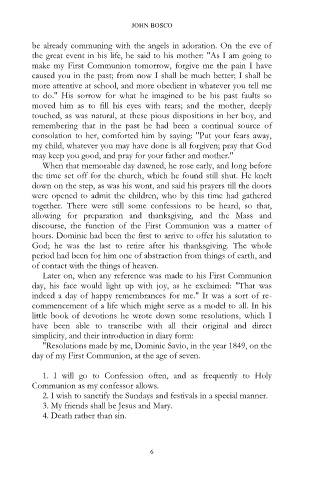 JOHN BOSCO
be already communing with the angels in adoration. On the eve of
the great event in his life, he said to his mother: "As I am going to
make my First Communion tomorrow, forgive me the pain I have
caused you in the past; from now I shall be much better; I shall be
more attentive at school, and more obedient in whatever you tell me
to do." His sorrow for what he imagined to be his past faults so
moved him as to fill his eyes with tears; and the mother, deeply
touched, as was natural, at these pious dispositions in her boy, and
remembering that in the past he had been a continual source of
consolation to her, comforted him by saying: "Put your fears away,
my child, whatever you may have done is all forgiven; pray that God
may keep you good, and pray for your father and mother."
When that memorable day dawned, he rose early, and long before
the time set off for the church, which he found still shut. He knelt
down on the step, as was his wont, and said his prayers till the doors
were opened to admit the children, who by this time had gathered
together. There were still some confessions to be heard, so that,
allowing for preparation and thanksgiving, and the Mass and
discourse, the function of the First Communion was a matter of
hours. Dominic had been the first to arrive to offer his salutation to
God; he was the last to retire after his thanksgiving. The whole
period had been for him one of abstraction from things of earth, and
of contact with the things of heaven.
Later on, when any reference was made to his First Communion
day, his face would light up with joy, as he exclaimed: "That was
indeed a day of happy remembrances for me." It was a sort of re-
commencement of a life which might serve as a model to all. In his
little book of devotions he wrote down some resolutions, which I
have been able to transcribe with all their original and direct
simplicity, and their introduction in diary form:
"Resolutions made by me, Dominic Savio, in the year 1849, on the
day of my First Communion, at the age of seven.
1. I will go to Confession often, and as frequently to Holy
Communion as my confessor allows.
2. I wish to sanctify the Sundays and festivals in a special manner.
3. My friends shall be Jesus and Mary.
4. Death rather than sin.
6